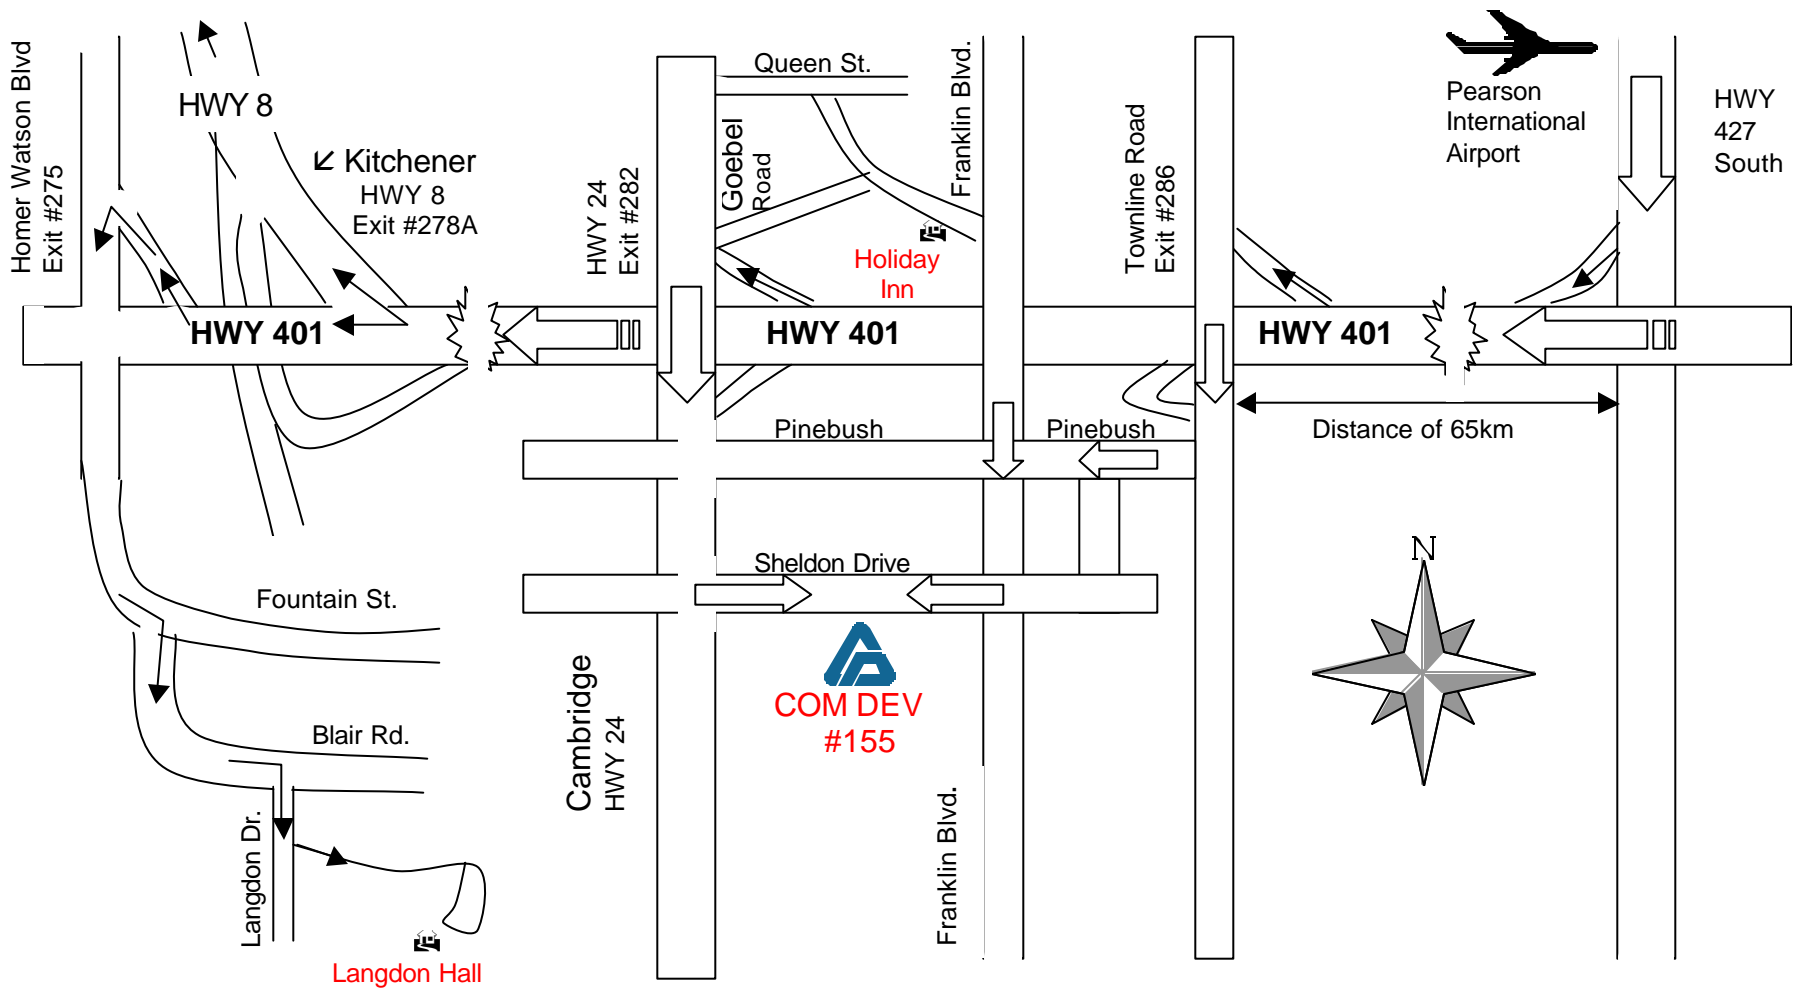 Homer Watson Blvd
Exit #275
HWY 8
Kitchener
HWY 8
Exit #278A
HWY 24
Exit #282
Queen St.
Goebel
Road
Franklin Blvd.
Holiday
Inn
Townline Road
Exit #286
Pearson
International
Airport
HWY
427
South
HWY 401
HWY 401
HWY 401
Pinebush
Pinebush
Distance of 65km
Sheldon Drive
N
Fountain St.
COM DEV
#155
Cambridge
HWY 24
Blair Rd.
Franklin Blvd.
Langdon Dr.
Langdon Hall